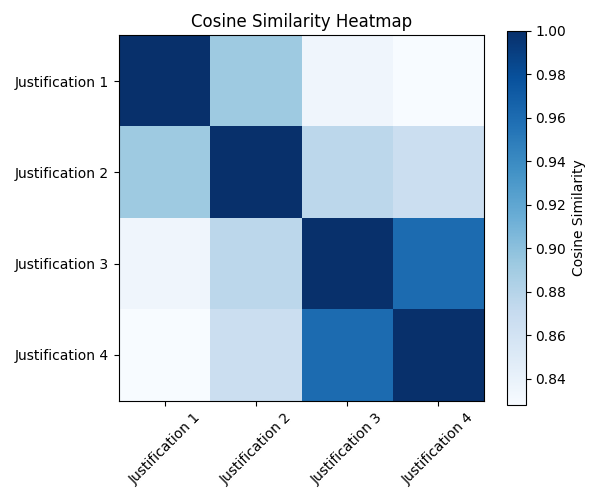 Cosine Similarity Heatmap
Justification 1
Justification 2
Justification 3
Justification 4
Justification 1
Justification 2
Justification 3
Justification 4
1.00
0.98
0.96
0.94
0.92
0.90
0.88
0.86
0.84
Cosine Similarity